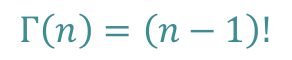 Γ(n) = (n − 1)!